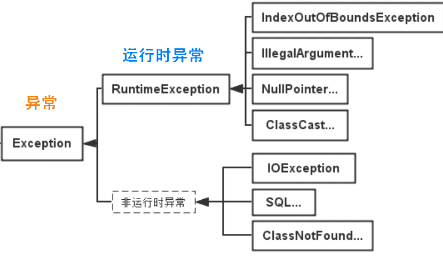 IndexOutOfBoundsException
运行时异常
IllegalArgument...
异常
RuntimeException
NullPointer...
ClassCast...
Exception
IOException
非运行时异常
SQL...
ClassNotFound...